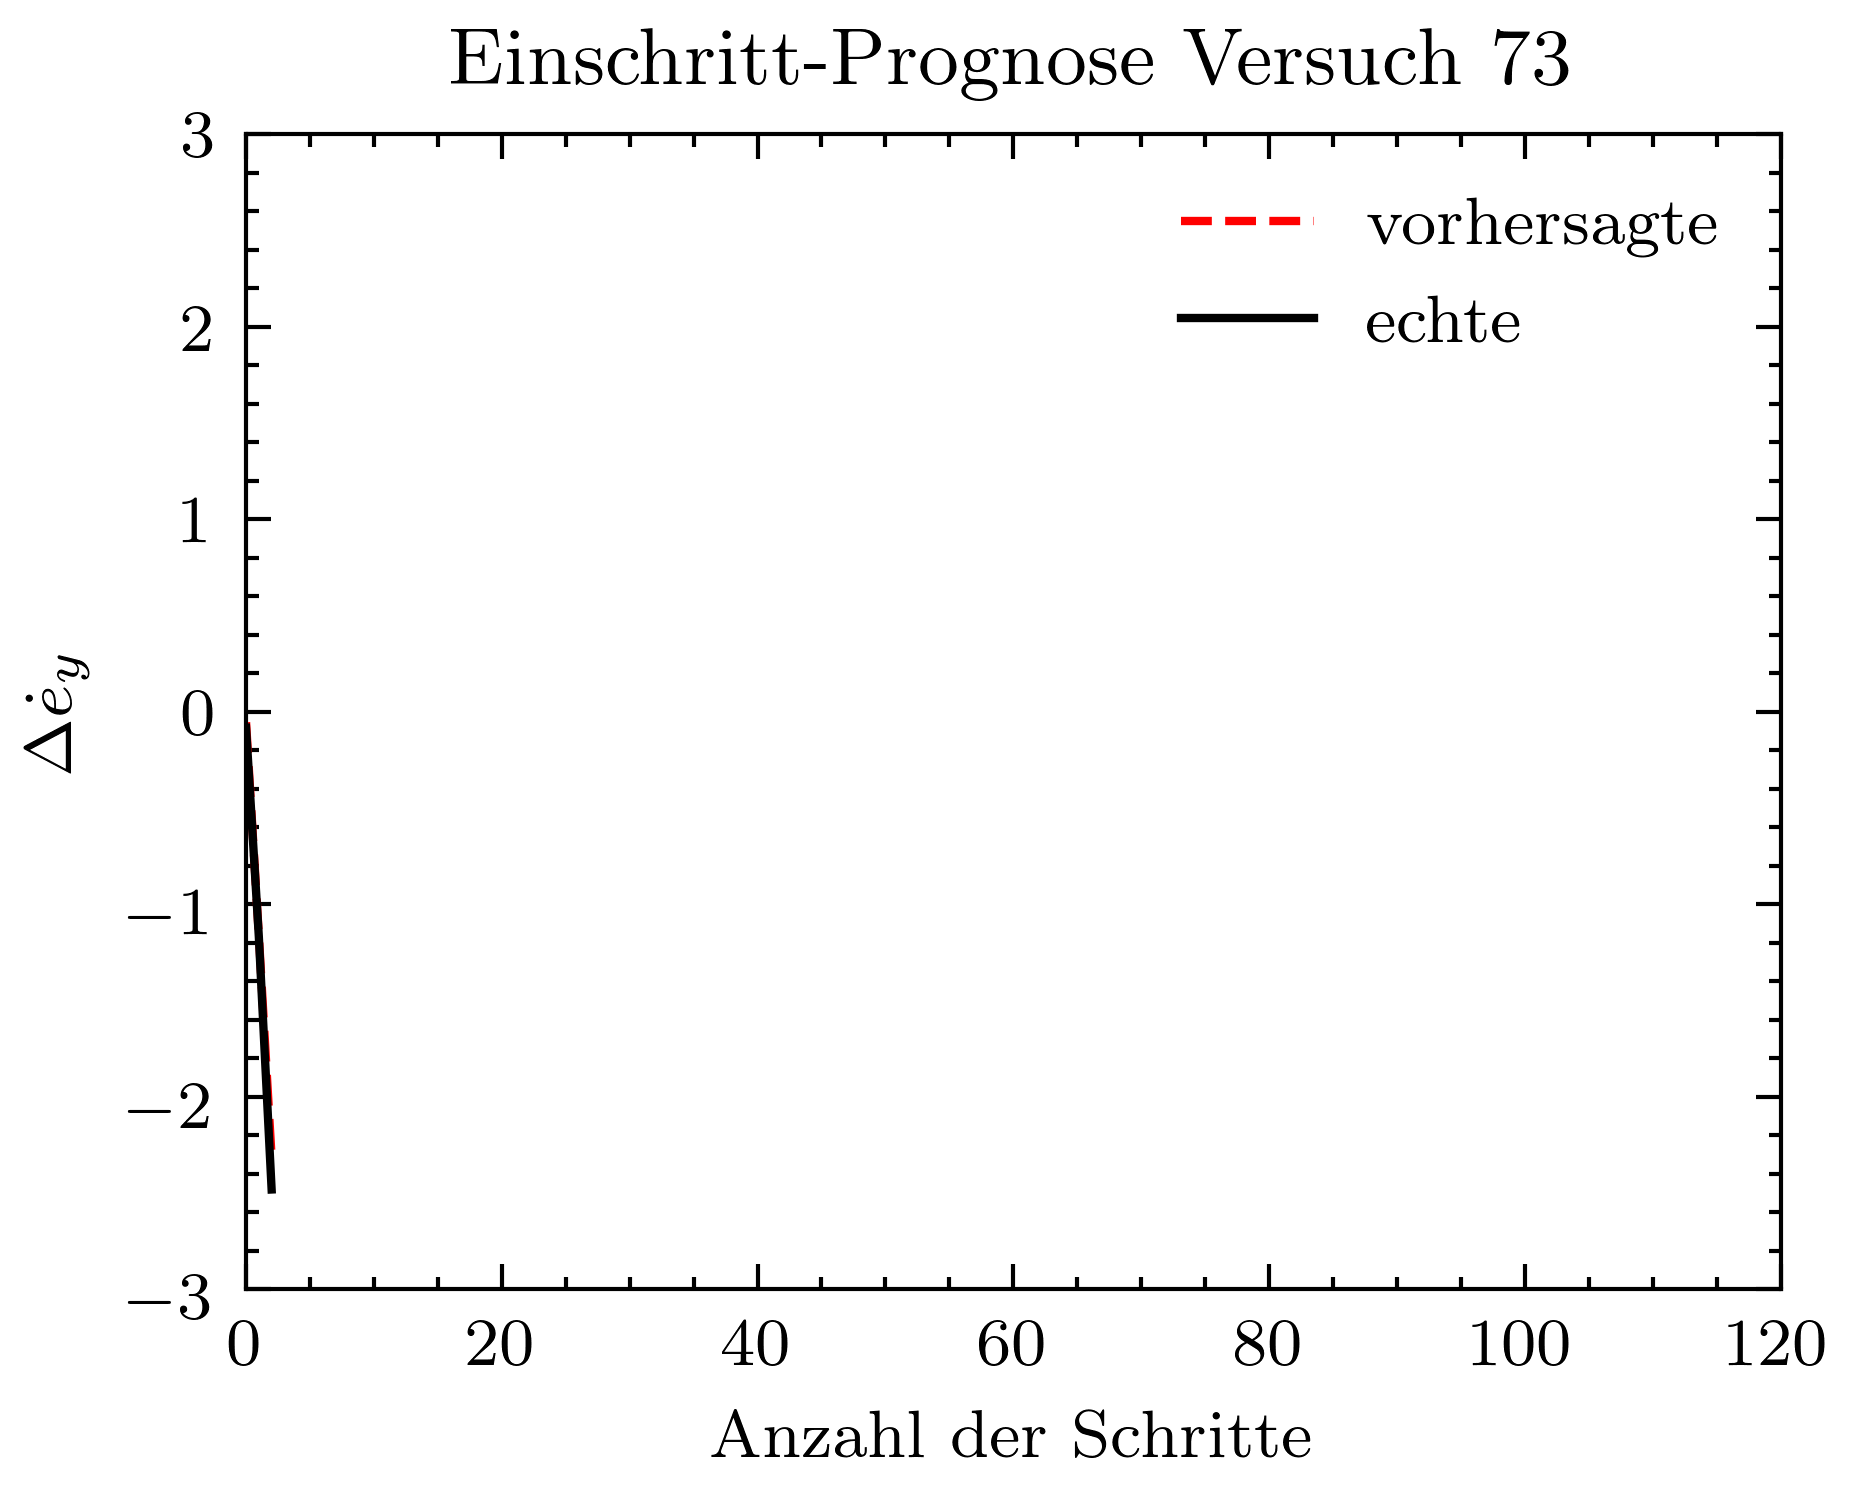 Einschritt-Prognose Versuch 73
3
2
1
0
−1
−2
−3
Δė_y
vorhersagte
echte
0 20 40 60 80 100 120
Anzahl der Schritte